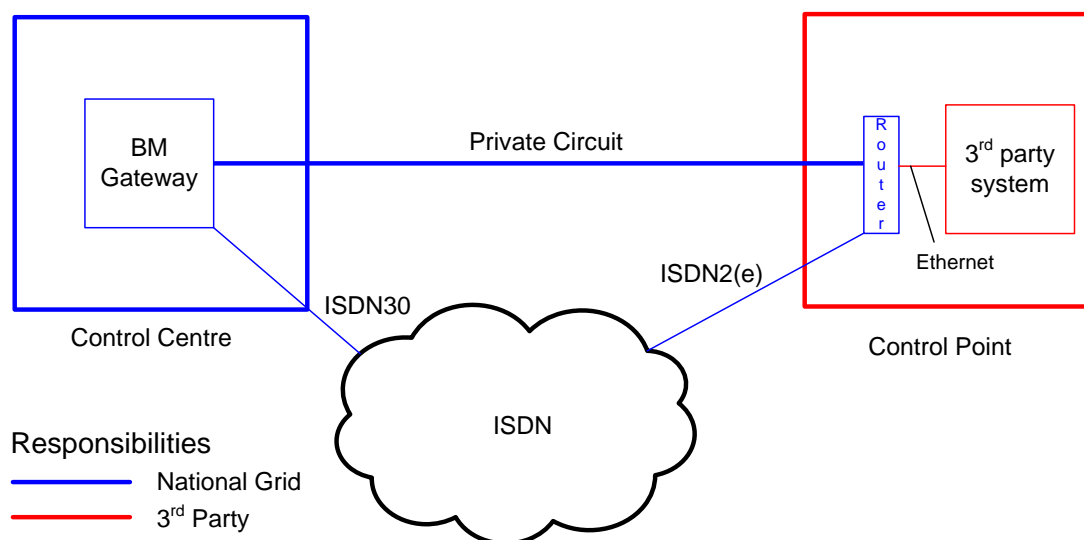 BM
Gateway
Private Circuit
Router
3rd party
system
Ethernet
ISDN2(e)
ISDN30
Control Centre
Control Point
ISDN
Responsibilities
National Grid
3rd Party